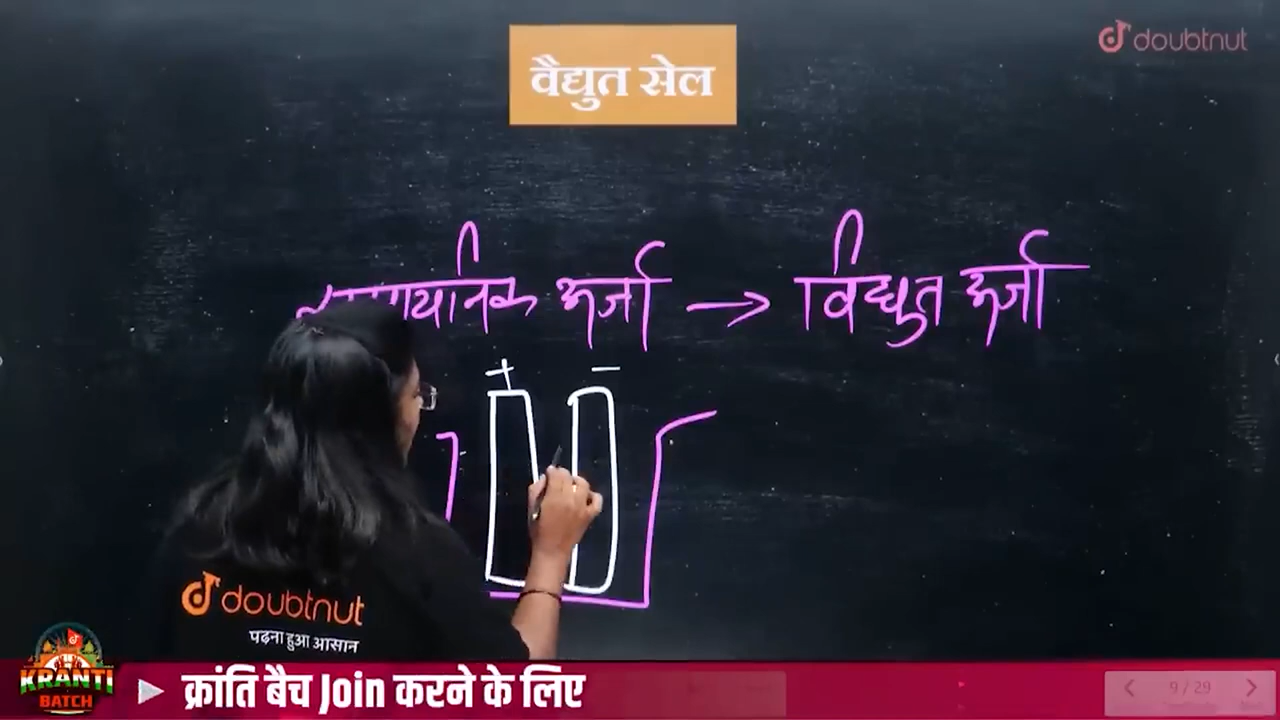 doubtnut
वैद्युत सेल
ऊर्जा → विद्युत ऊर्जा
+ −
doubtnut
पढ़ना हुआ आसान
KRANTI
BATCH
क्रांति बैच Join करने के लिए
9 / 29